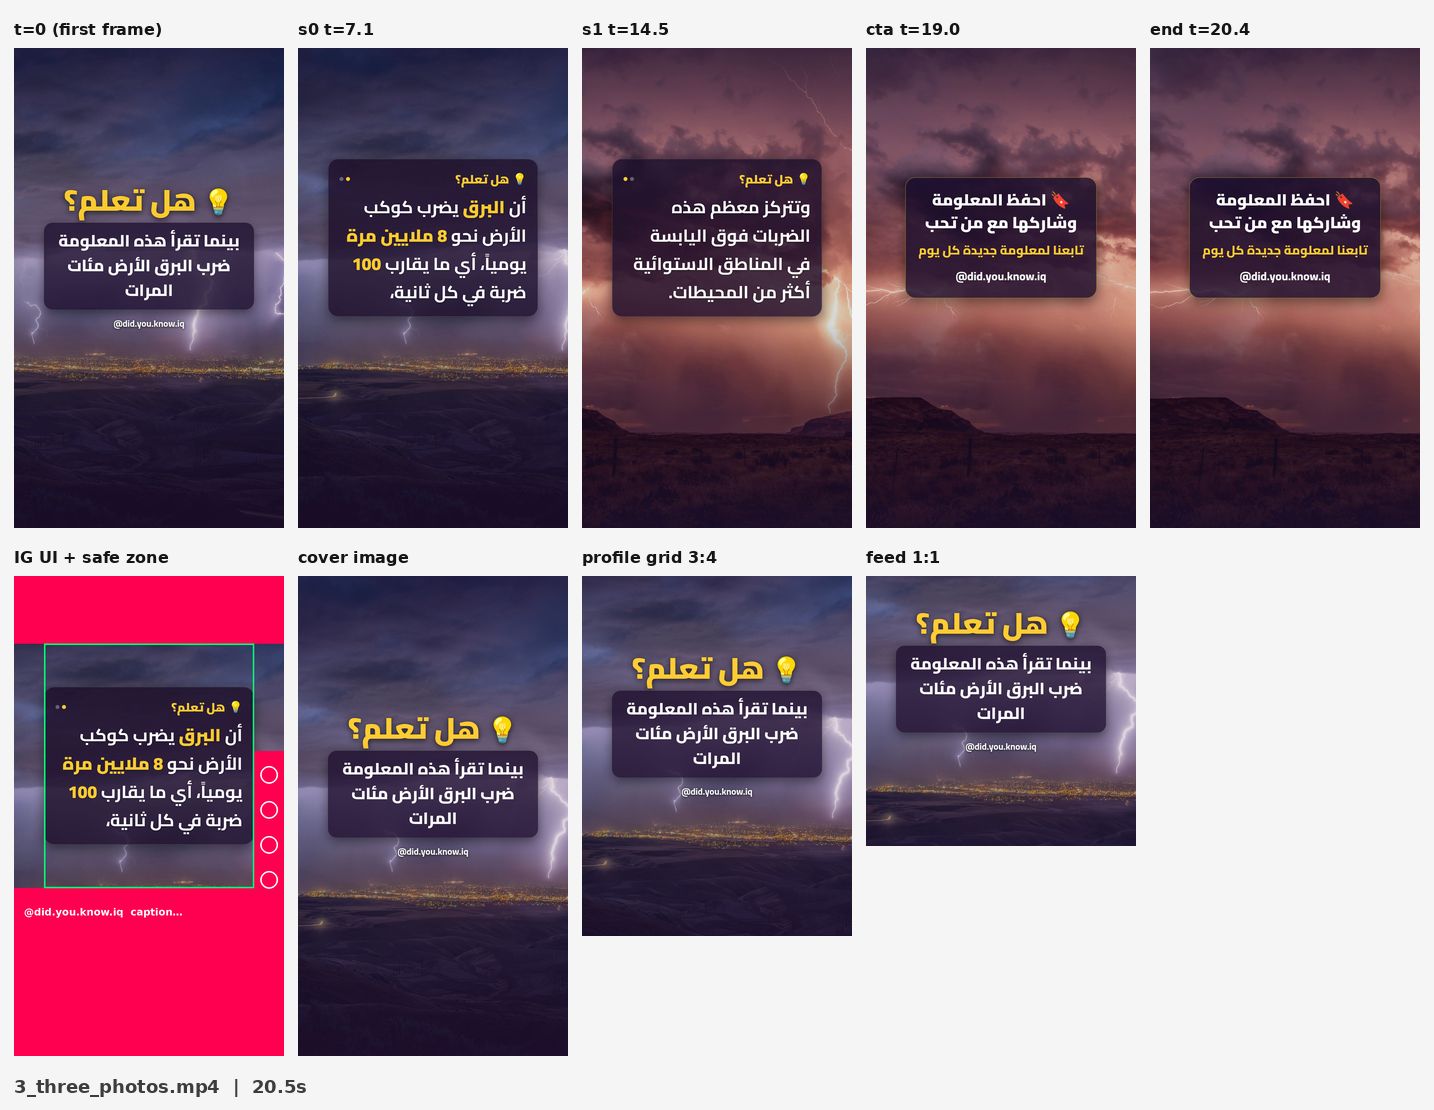 t=0 (first frame)
هل تعلم؟
بينما تقرأ هذه المعلومة
ضرب البرق الأرض مئات
المرات
@did.you.know.iq
s0 t=7.1
هل تعلم؟
أن البرق يضرب كوكب
الأرض نحو 8 ملايين مرة
يومياً، أي ما يقارب 100
ضربة في كل ثانية،
s1 t=14.5
هل تعلم؟
وتتركز معظم هذه
الضربات فوق اليابسة
في المناطق الاستوائية
أكثر من المحيطات.
cta t=19.0
احفظ المعلومة
وشاركها مع من تحب
تابعنا لمعلومة جديدة كل يوم
@did.you.know.iq
end t=20.4
احفظ المعلومة
وشاركها مع من تحب
تابعنا لمعلومة جديدة كل يوم
@did.you.know.iq
IG UI + safe zone
هل تعلم؟
أن البرق يضرب كوكب
الأرض نحو 8 ملايين مرة
يومياً، أي ما يقارب 100
ضربة في كل ثانية،
@did.you.know.iq caption...
cover image
هل تعلم؟
بينما تقرأ هذه المعلومة
ضرب البرق الأرض مئات
المرات
@did.you.know.iq
profile grid 3:4
هل تعلم؟
بينما تقرأ هذه المعلومة
ضرب البرق الأرض مئات
المرات
@did.you.know.iq
feed 1:1
هل تعلم؟
بينما تقرأ هذه المعلومة
ضرب البرق الأرض مئات
المرات
@did.you.know.iq
3_three_photos.mp4 | 20.5s